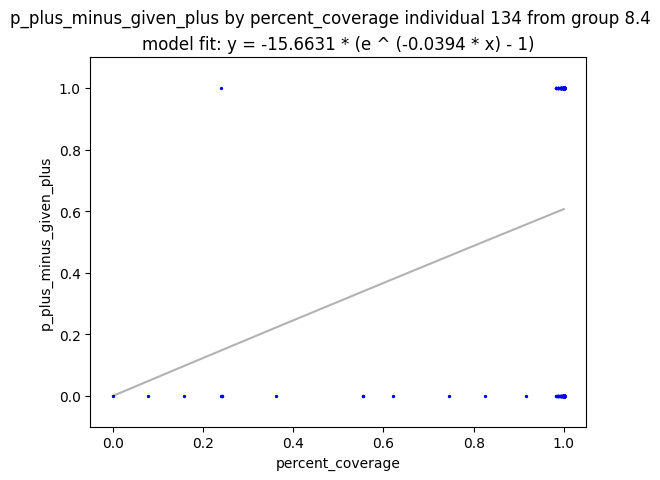 p_plus_minus_given_plus by percent_coverage individual 134 from group 8.4
model fit: y = -15.6631 * (e ^ (-0.0394 * x) - 1)
1.0
0.8
0.6
0.4
0.2
0.0
p_plus_minus_given_plus
0.0 0.2 0.4 0.6 0.8 1.0
percent_coverage